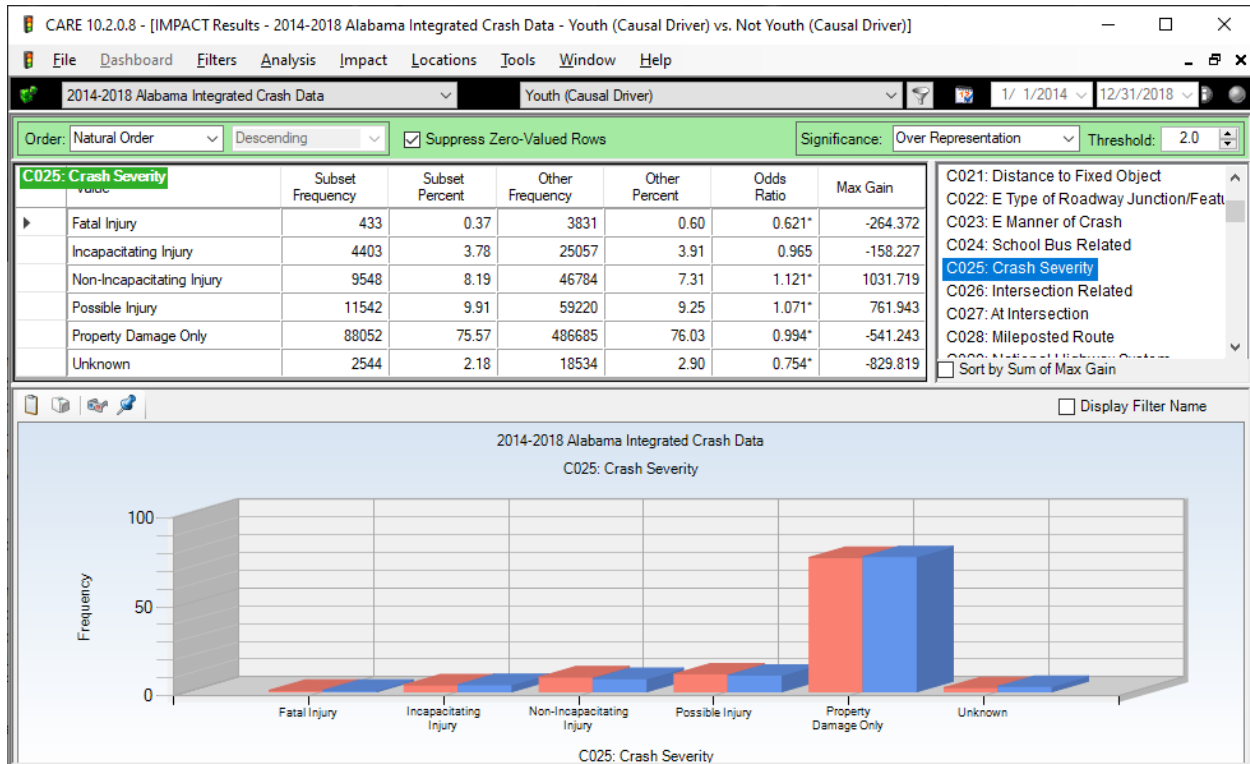 CARE 10.2.0.8 - [IMPACT Results - 2014-2018 Alabama Integrated Crash Data - Youth (Causal Driver) vs. Not Youth (Causal Driver)]
File Dashboard Filters Analysis Impact Locations Tools Window Help
2014-2018 Alabama Integrated Crash Data Youth (Causal Driver) 1/ 1/2014 12/31/2018
Order: Natural Order Descending Suppress Zero-Valued Rows Significance: Over Representation Threshold: 2.0
C025: Crash Severity Subset Frequency Subset Percent Other Frequency Other Percent Odds Ratio Max Gain
Fatal Injury 433 0.37 3831 0.60 0.621* -264.372
Incapacitating Injury 4403 3.78 25057 3.91 0.965 -158.227
Non-Incapacitating Injury 9548 8.19 46784 7.31 1.121* 1031.719
Possible Injury 11542 9.91 59220 9.25 1.071* 761.943
Property Damage Only 88052 75.57 486685 76.03 0.994* -541.243
Unknown 2544 2.18 18534 2.90 0.754* -829.819
C021: Distance to Fixed Object
C022: E Type of Roadway Junction/Featu
C023: E Manner of Crash
C024: School Bus Related
C025: Crash Severity
C026: Intersection Related
C027: At Intersection
C028: Mileposted Route
Sort by Sum of Max Gain
Display Filter Name
2014-2018 Alabama Integrated Crash Data
C025: Crash Severity
100
50
0
Frequency
Fatal Injury
Incapacitating Injury
Non-Incapacitating Injury
Possible Injury
Property Damage Only
Unknown
C025: Crash Severity